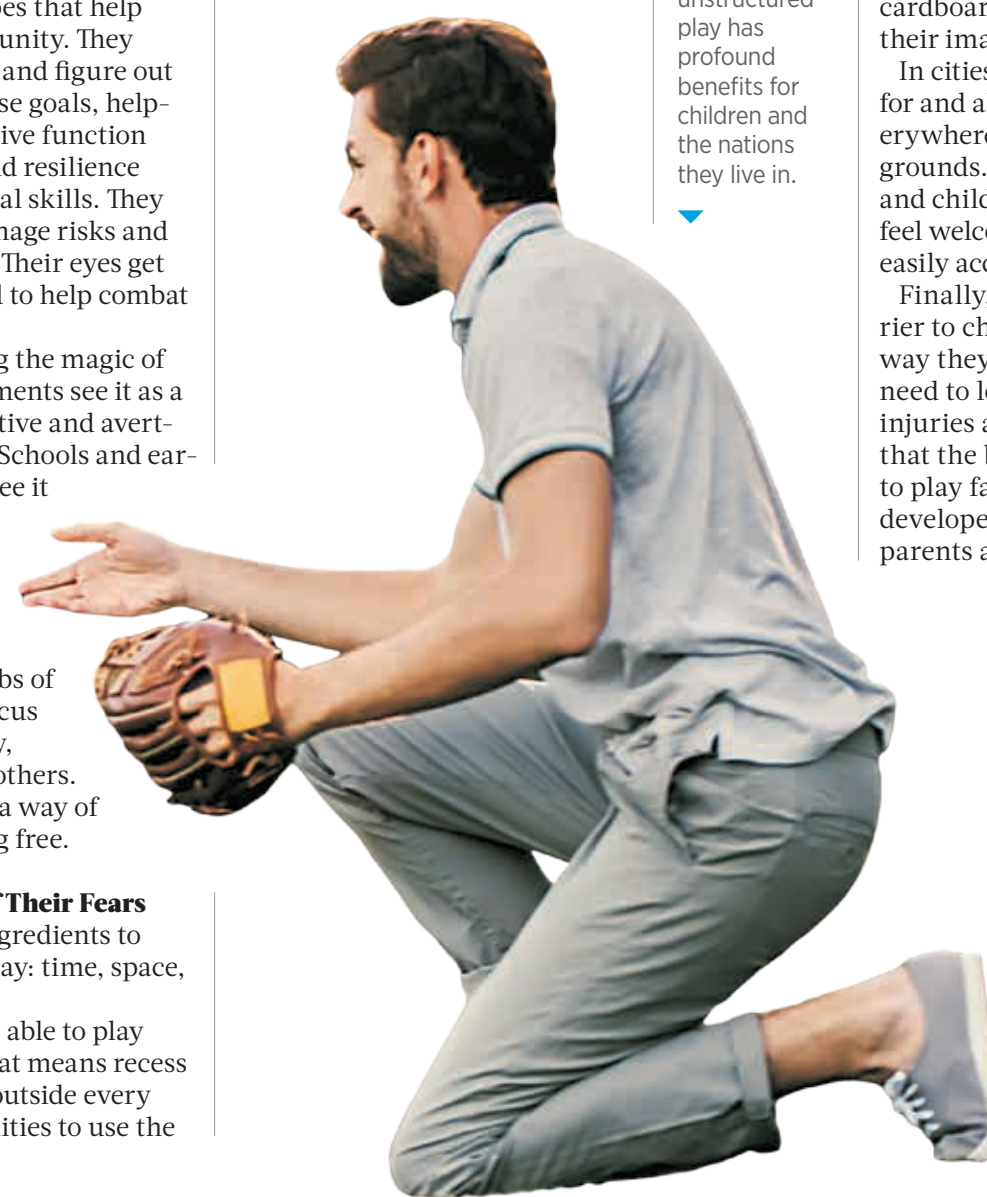 pes that help
unity. They
and figure out
se goals, help-
ive function
nd resilience
al skills. They
nage risks and
Their eyes get
l to help combat
g the magic of
ments see it as a
tive and avert-
Schools and ear-
ee it
bs of
cus
y,
others.
a way of
g free.
f Their Fears
gredients to
ay: time, space,
able to play
at means recess
outside every
ities to use the
unstructured
play has
profound
benefits for
children and
the nations
they live in.
cardboar
their ima
In cities
for and al
erywhere
grounds.
and child
feel welco
easily acc
Finally,
rier to ch
way they
need to le
injuries a
that the b
to play fa
develope
parents a